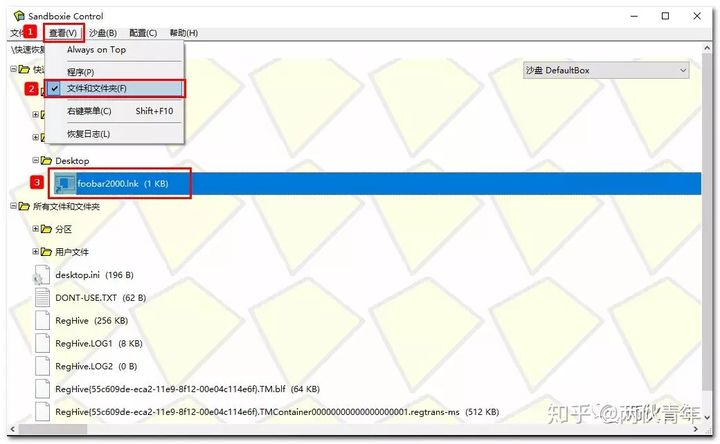 Sandboxie Control
1
查看(V) 沙盘(B) 配置(C) 帮助(H)
\快速恢复
Always on Top
程序(P)
2
文件和文件夹(F)
右键菜单(C) Shift+F10
恢复日志(L)
沙盘 DefaultBox
Desktop
3
foobar2000.lnk (1 KB)
所有文件和文件夹
分区
用户文件
desktop.ini (196 B)
DONT-USE.TXT (62 B)
RegHive (256 KB)
RegHive.LOG1 (8 KB)
RegHive.LOG2 (0 B)
RegHive{55c609de-eca2-11e9-8f12-00e04c114e6f}.TM.blf (64 KB)
RegHive{55c609de-eca2-11e9-8f12-00e04c114e6f}.TMContainer00000000000000000001.regtrans-ms (512 KB)
知乎 @两仪青年